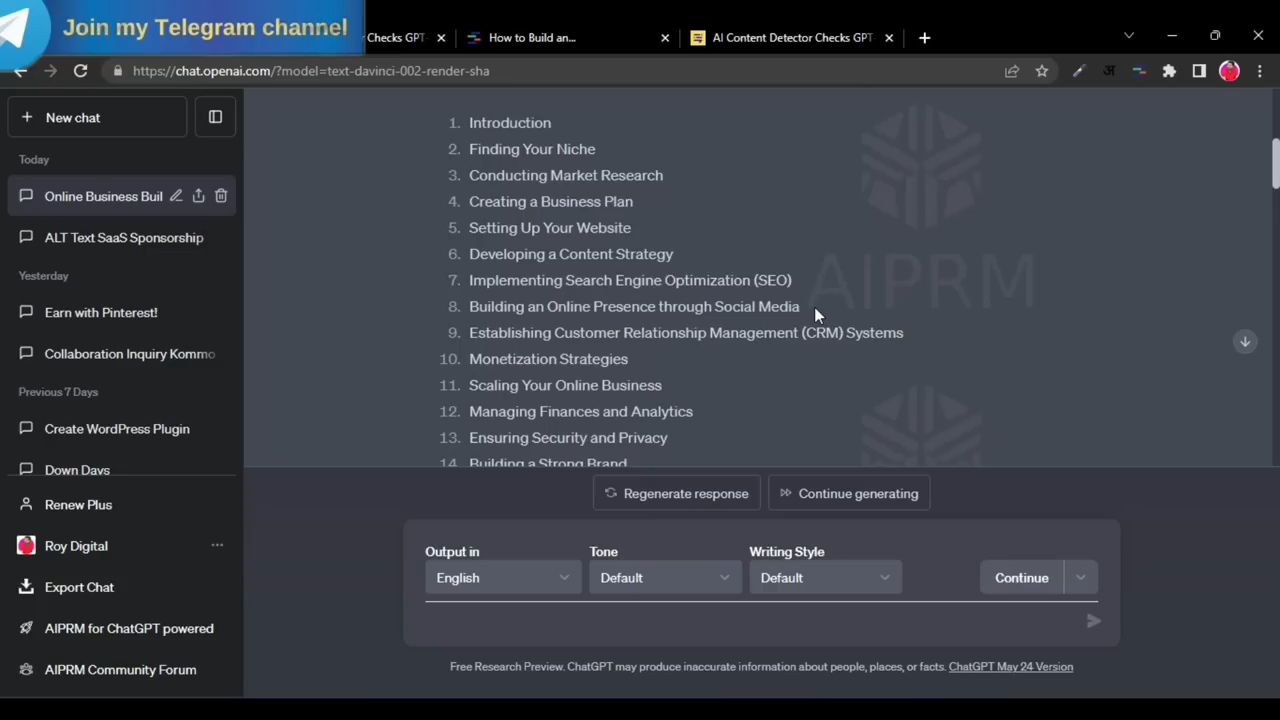 Join my Telegram channel
Checks GPT
How to Build an...
AI Content Detector Checks GPT
https://chat.openai.com/?model=text-davinci-002-render-sha
New chat
Today
Online Business Buil
ALT Text SaaS Sponsorship
Yesterday
Earn with Pinterest!
Collaboration Inquiry Kommo
Previous 7 Days
Create WordPress Plugin
Down Days
Renew Plus
Roy Digital
Export Chat
AIPRM for ChatGPT powered
AIPRM Community Forum
1. Introduction
2. Finding Your Niche
3. Conducting Market Research
4. Creating a Business Plan
5. Setting Up Your Website
6. Developing a Content Strategy
7. Implementing Search Engine Optimization (SEO)
8. Building an Online Presence through Social Media
9. Establishing Customer Relationship Management (CRM) Systems
10. Monetization Strategies
11. Scaling Your Online Business
12. Managing Finances and Analytics
13. Ensuring Security and Privacy
14. Building a Strong Brand
AIPRM
Regenerate response
Continue generating
Output in
Tone
Writing Style
English
Default
Default
Continue
Free Research Preview. ChatGPT may produce inaccurate information about people, places, or facts. ChatGPT May 24 Version